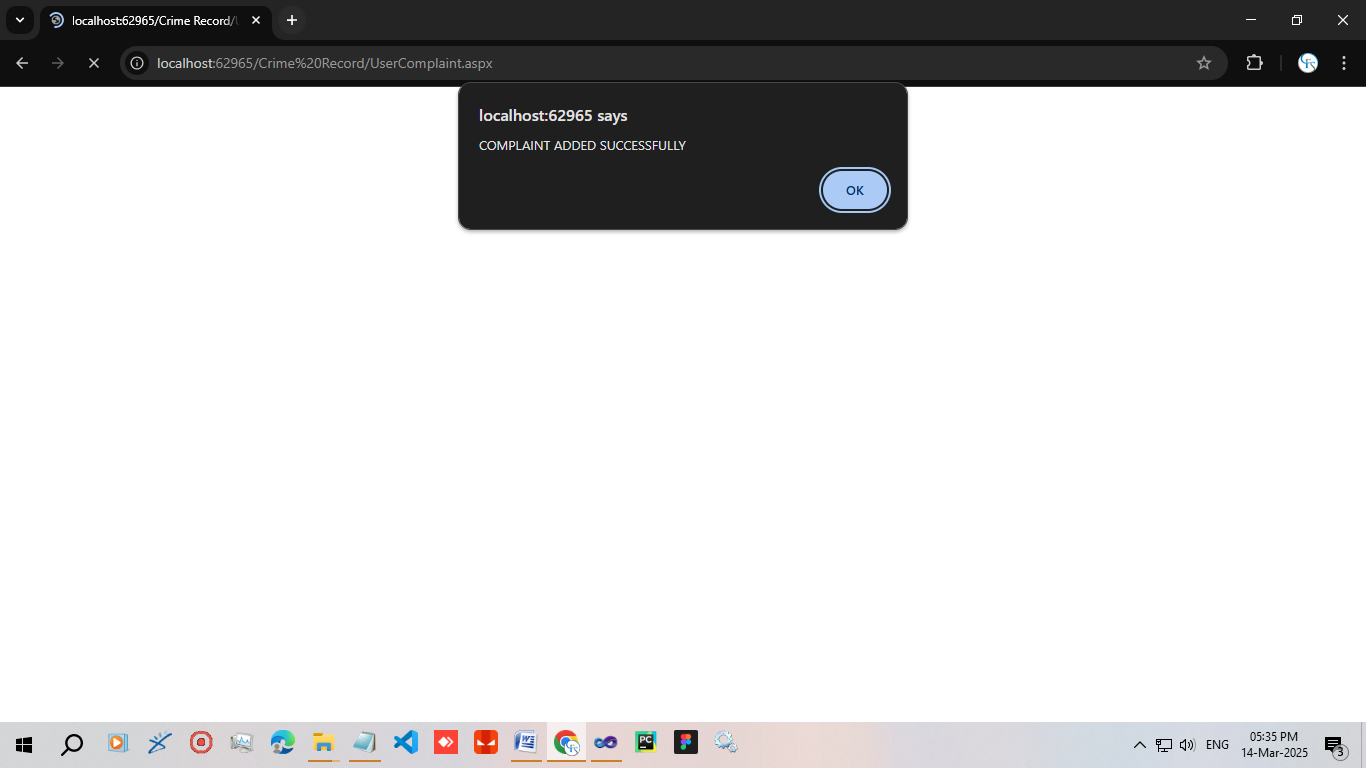 localhost:62965/Crime Record/U
localhost:62965/Crime%20Record/UserComplaint.aspx
localhost:62965 says
COMPLAINT ADDED SUCCESSFULLY
OK
PC
ENG
05:35 PM
14-Mar-2025
3